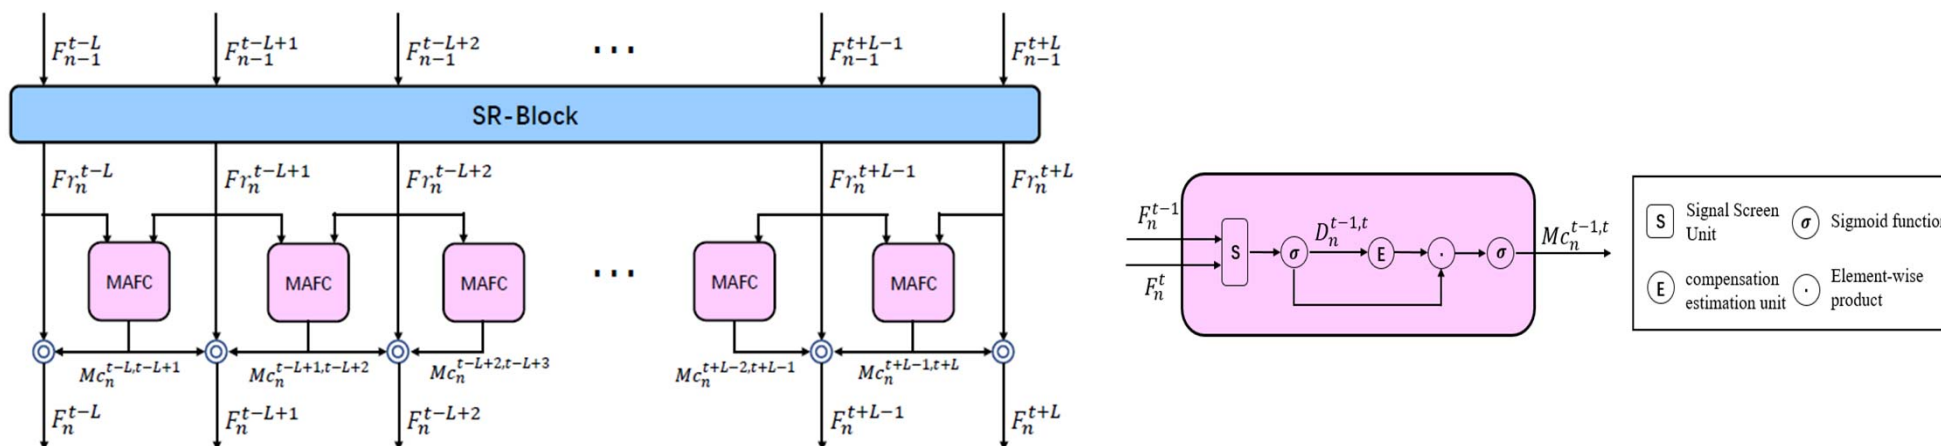 F_{n-1}^{t-L} F_{n-1}^{t-L+1} F_{n-1}^{t-L+2} ... F_{n-1}^{t+L-1} F_{n-1}^{t+L}
SR-Block
Fr_n^{t-L} Fr_n^{t-L+1} Fr_n^{t-L+2} Fr_n^{t+L-1} Fr_n^{t+L}
MAFC MAFC MAFC ... MAFC MAFC
Mc_n^{t-L,t-L+1} Mc_n^{t-L+1,t-L+2} Mc_n^{t-L+2,t-L+3} Mc_n^{t+L-2,t+L-1} Mc_n^{t+L-1,t+L}
F_n^{t-L} F_n^{t-L+1} F_n^{t-L+2} F_n^{t+L-1} F_n^{t+L}
F_n^{t-1}
F_n^t
S σ D_n^{t-1,t} E · σ
Mc_n^{t-1,t}
S Signal Screen
Unit
σ Sigmoid function
E compensation
estimation unit
· Element-wise
product